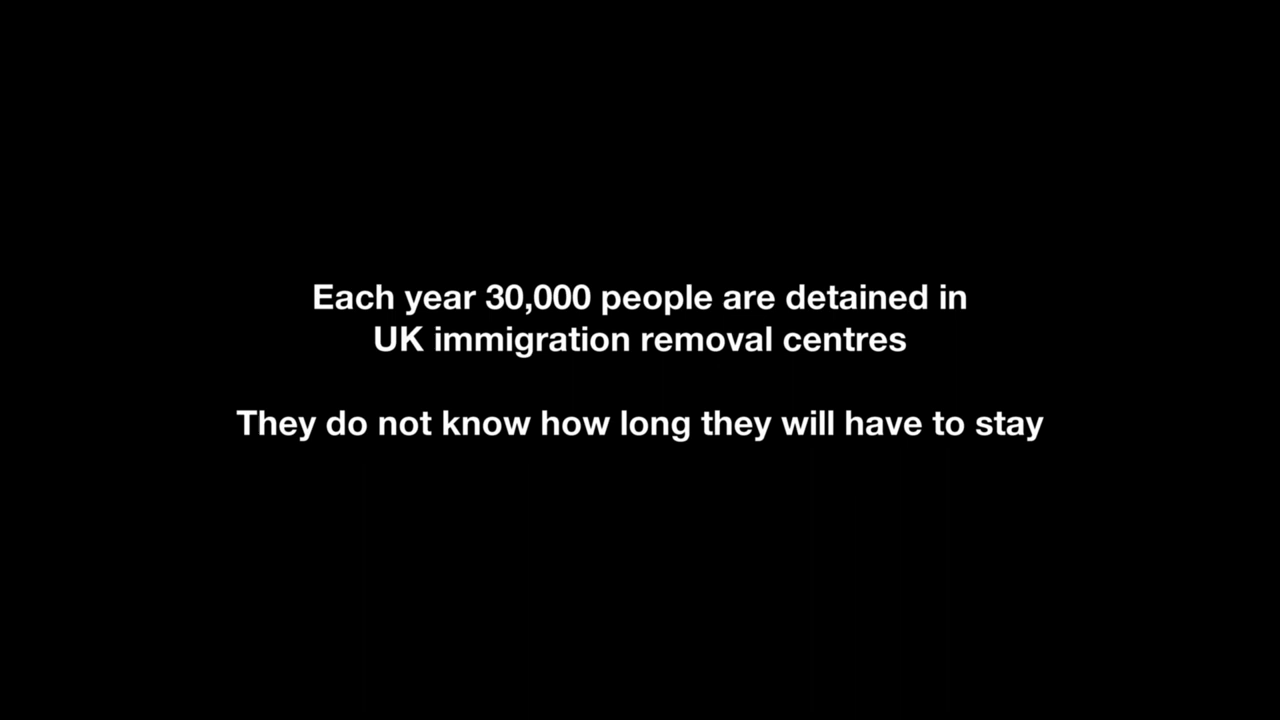 Each year 30,000 people are detained in
UK immigration removal centres
They do not know how long they will have to stay